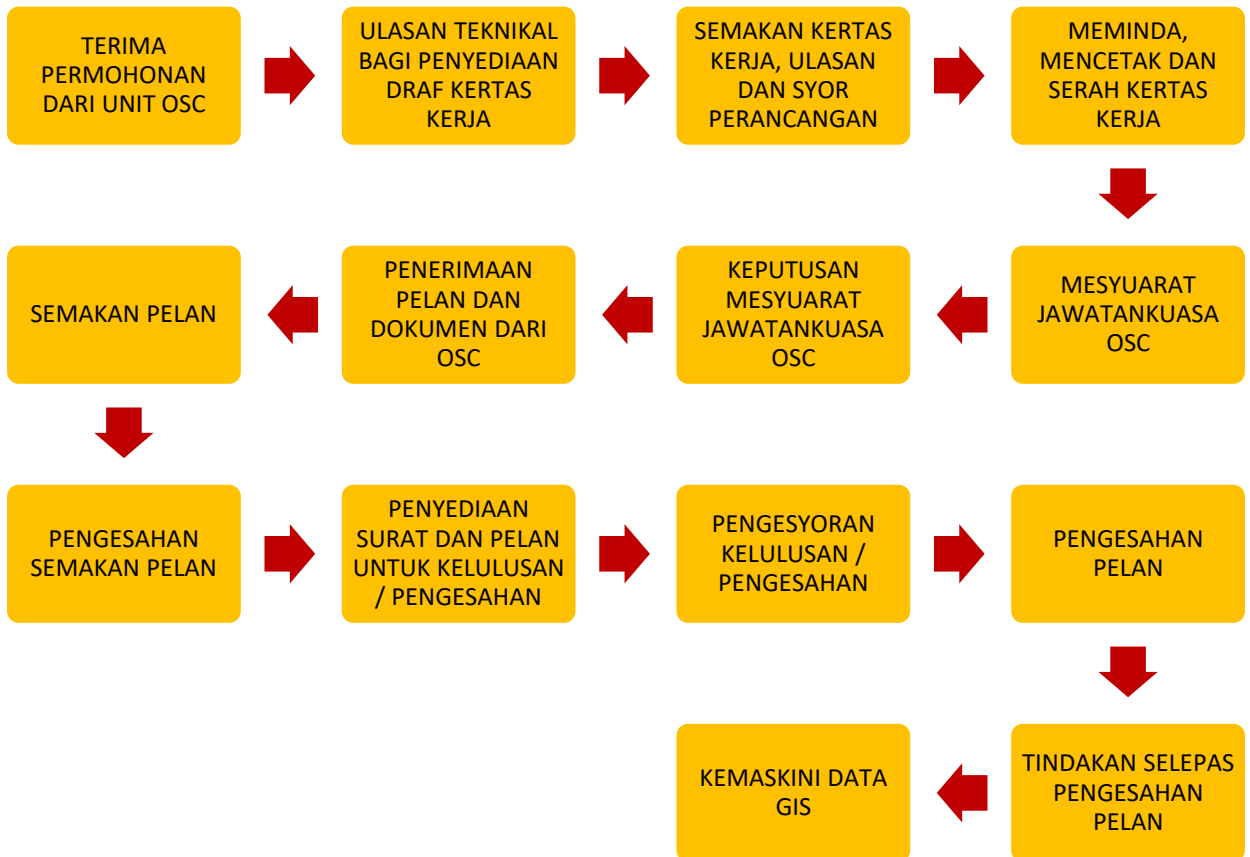 TERIMA
PERMOHONAN
DARI UNIT OSC
ULASAN TEKNIKAL
BAGI PENYEDIAAN
DRAF KERTAS
KERJA
SEMAKAN KERTAS
KERJA, ULASAN
DAN SYOR
PERANCANGAN
MEMINDA,
MENCETAK DAN
SERAH KERTAS
KERJA
MESYUARAT
JAWATANKUASA
OSC
KEPUTUSAN
MESYUARAT
JAWATANKUASA
OSC
PENERIMAAN
PELAN DAN
DOKUMEN DARI
OSC
SEMAKAN PELAN
PENGESAHAN
SEMAKAN PELAN
PENYEDIAAN
SURAT DAN PELAN
UNTUK KELULUSAN
/ PENGESAHAN
PENGESYORAN
KELULUSAN /
PENGESAHAN
PENGESAHAN
PELAN
TINDAKAN SELEPAS
PENGESAHAN
PELAN
KEMASKINI DATA
GIS